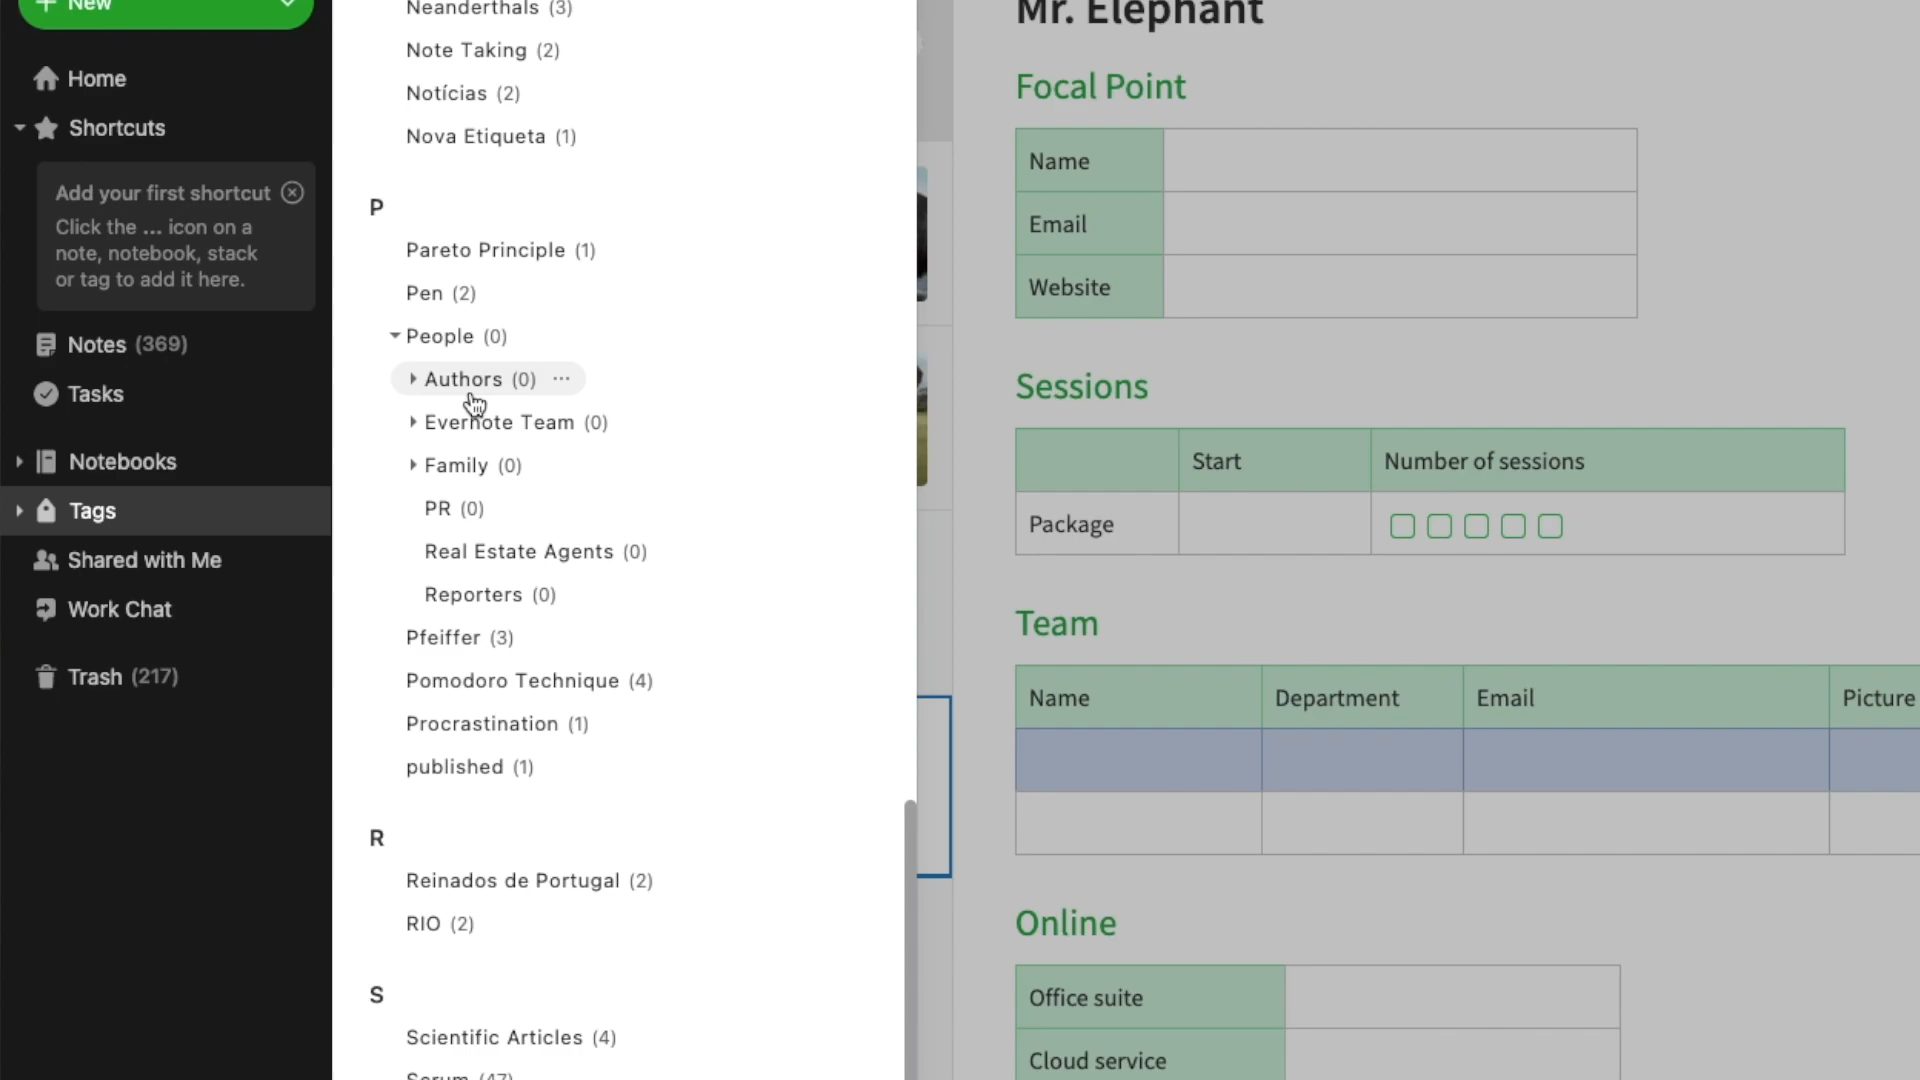 New
Home
Shortcuts
Add your first shortcut
Click the ... icon on a
note, notebook, stack
or tag to add it here.
Notes (369)
Tasks
Notebooks
Tags
Shared with Me
Work Chat
Trash (217)
Neanderthals (3)
Note Taking (2)
Notícias (2)
Nova Etiqueta (1)
P
Pareto Principle (1)
Pen (2)
People (0)
Authors (0) ...
Evernote Team (0)
Family (0)
PR (0)
Real Estate Agents (0)
Reporters (0)
Pfeiffer (3)
Pomodoro Technique (4)
Procrastination (1)
published (1)
R
Reinados de Portugal (2)
RIO (2)
S
Scientific Articles (4)
Scrum (47)
Mr. Elephant
Focal Point
Name
Email
Website
Sessions
Start Number of sessions
Package
Team
Name Department Email Picture
Online
Office suite
Cloud service